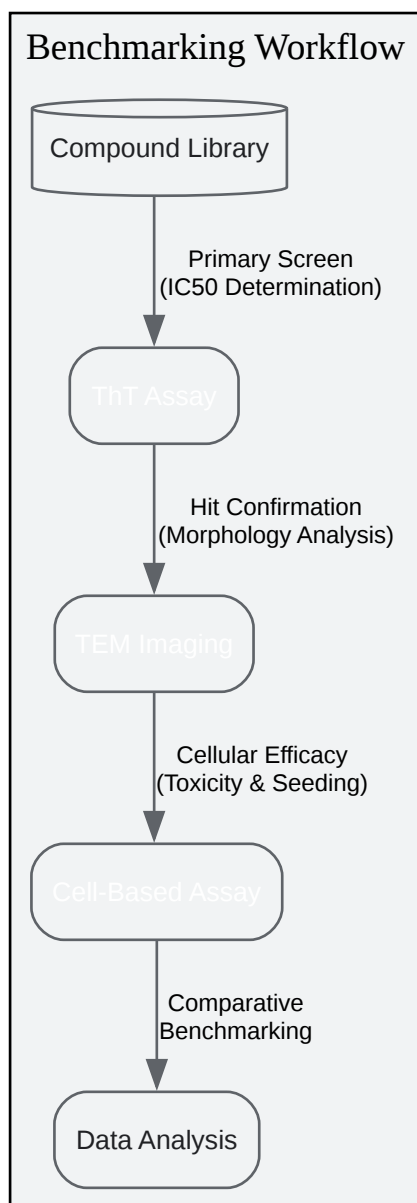 Benchmarking Workflow
Compound Library
Primary Screen
(IC50 Determination)
ThT Assay
Hit Confirmation
(Morphology Analysis)
TEM Imaging
Cellular Efficacy
(Toxicity & Seeding)
Cell-Based Assay
Comparative
Benchmarking
Data Analysis